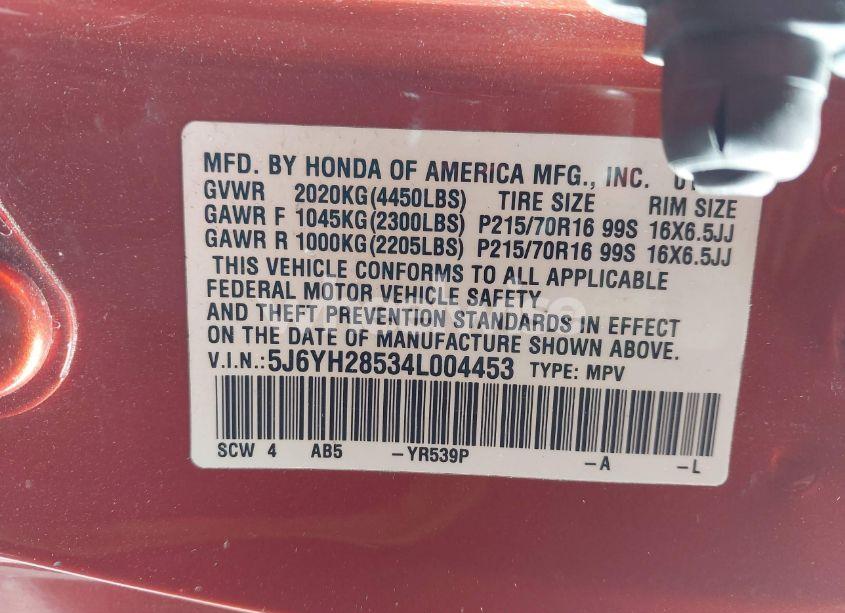 MFD. BY HONDA OF AMERICA MFG., INC.
GVWR 2020KG(4450LBS) TIRE SIZE RIM SIZE
GAWR F 1045KG(2300LBS) P215/70R16 99S 16X6.5JJ
GAWR R 1000KG(2205LBS) P215/70R16 99S 16X6.5JJ
THIS VEHICLE CONFORMS TO ALL APPLICABLE
FEDERAL MOTOR VEHICLE SAFETY
AND THEFT PREVENTION STANDARDS IN EFFECT
ON THE DATE OF MANUFACTURE SHOWN ABOVE.
V.I.N.:5J6YH28534L004453 TYPE: MPV
SCW 4 AB5 -YR539P -A -L